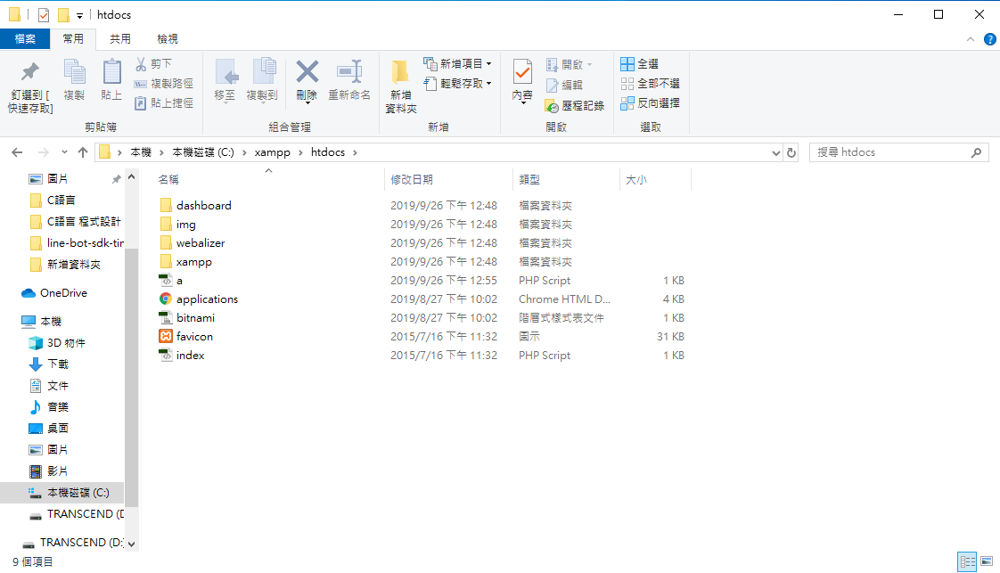 htdocs
檔案 常用 共用 檢視
釘選到 [
快速存取]
複製
貼上
剪下
複製路徑
貼上捷徑
剪貼簿
移至
複製到
刪除
重新命名
組合管理
新增
資料夾
新增項目
輕鬆存取
新增
內容
開啟
編輯
歷程記錄
開啟
全選
全部不選
反向選擇
選取
本機 › 本機磁碟 (C:) › xampp › htdocs ›
搜尋 htdocs
圖片
C語言
C語言 程式設計
line-bot-sdk-tin
新增資料夾
OneDrive
本機
3D 物件
下載
文件
音樂
桌面
圖片
影片
本機磁碟 (C:)
TRANSCEND (D
TRANSCEND (D:
名稱 修改日期 類型 大小
dashboard 2019/9/26 下午 12:48 檔案資料夾
img 2019/9/26 下午 12:48 檔案資料夾
webalizer 2019/9/26 下午 12:48 檔案資料夾
xampp 2019/9/26 下午 12:48 檔案資料夾
a 2019/9/26 下午 12:55 PHP Script 1 KB
applications 2019/8/27 下午 10:02 Chrome HTML D... 4 KB
bitnami 2019/8/27 下午 10:02 階層式樣式表文件 1 KB
favicon 2015/7/16 下午 11:32 圖示 31 KB
index 2015/7/16 下午 11:32 PHP Script 1 KB
9 個項目